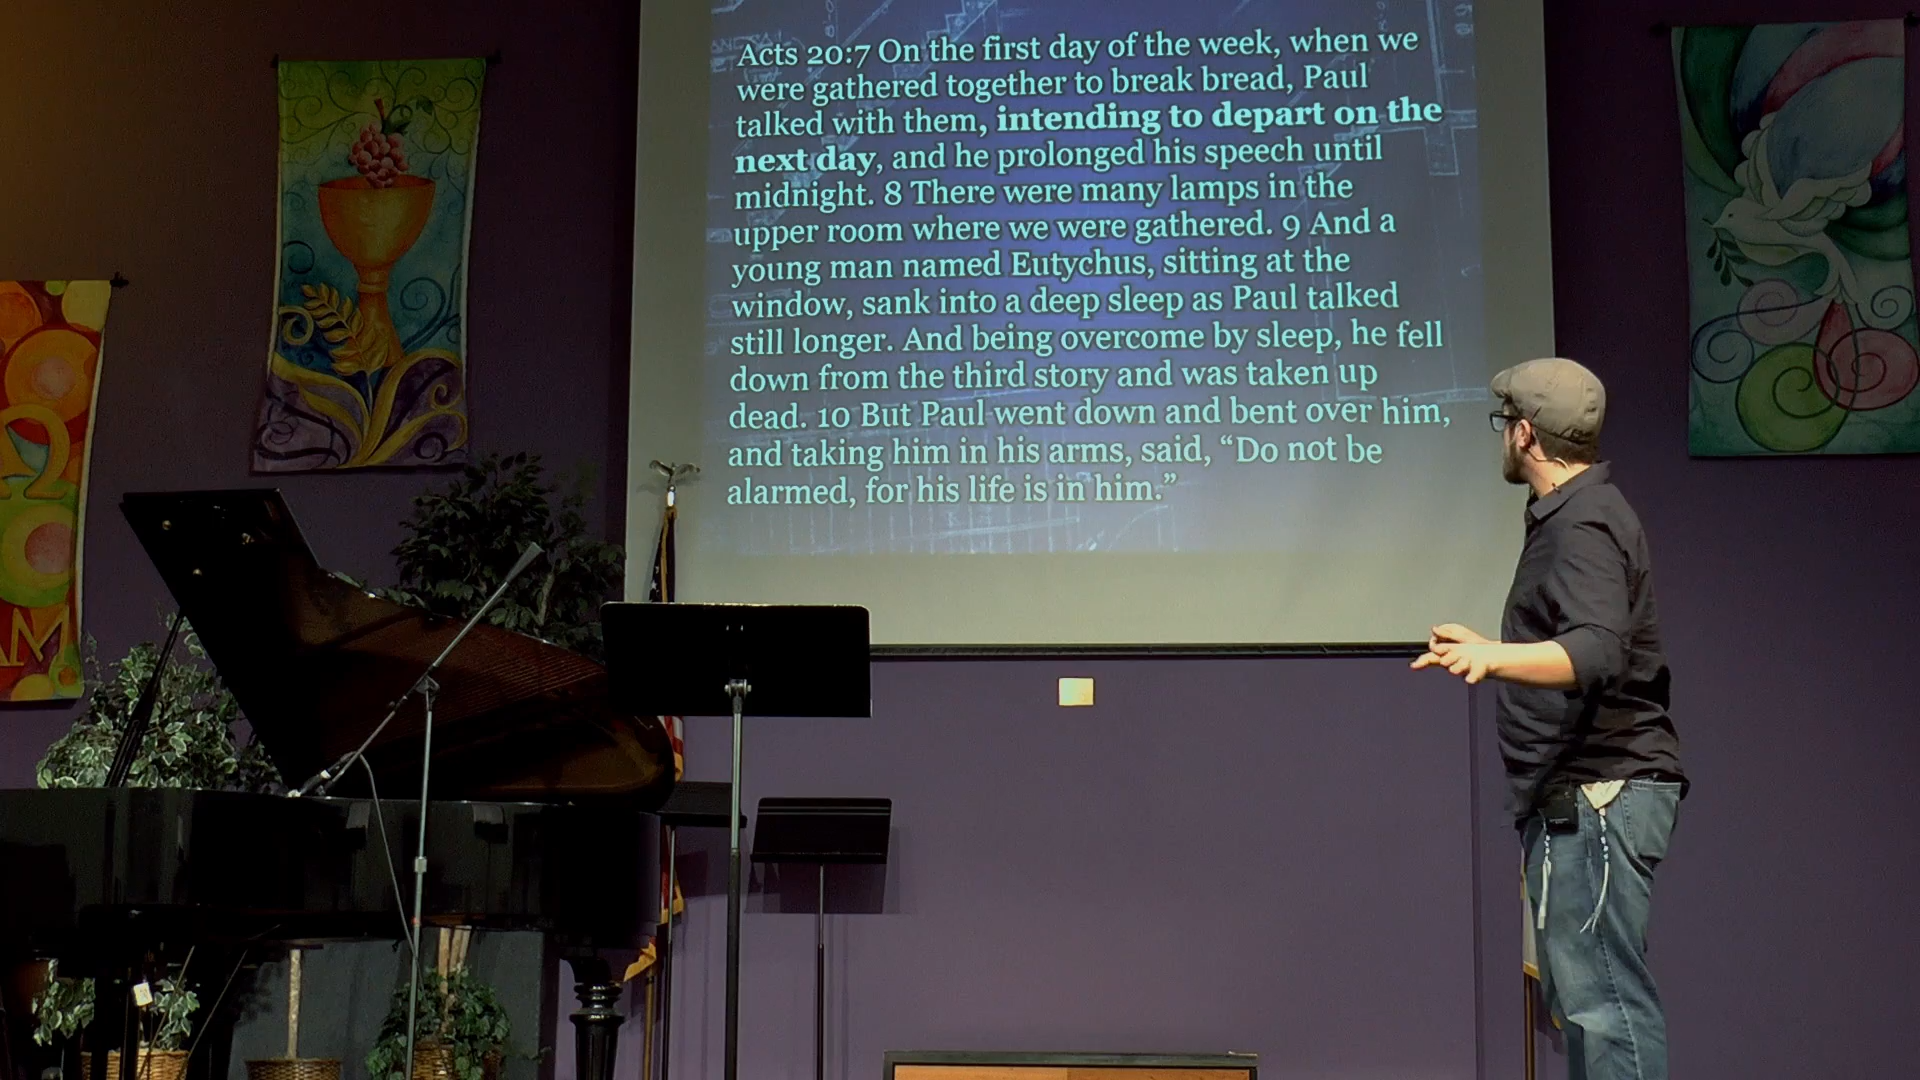 Acts 20:7 On the first day of the week, when we
were gathered together to break bread, Paul
talked with them, intending to depart on the
next day, and he prolonged his speech until
midnight. 8 There were many lamps in the
upper room where we were gathered. 9 And a
young man named Eutychus, sitting at the
window, sank into a deep sleep as Paul talked
still longer. And being overcome by sleep, he fell
down from the third story and was taken up
dead. 10 But Paul went down and bent over him,
and taking him in his arms, said, “Do not be
alarmed, for his life is in him.”